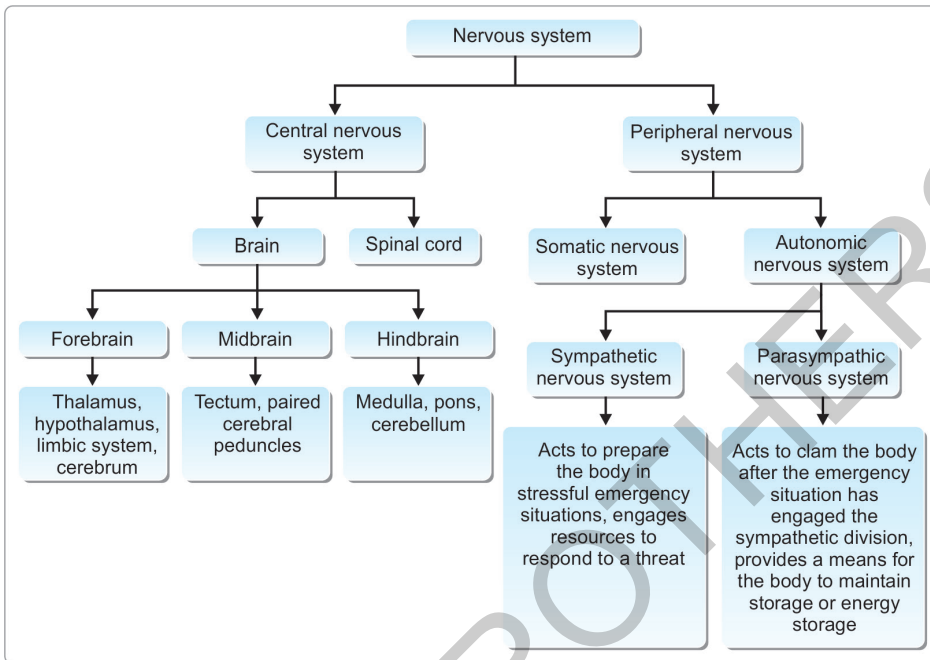 Nervous system
Central nervous
system
Peripheral nervous
system
Brain
Spinal cord
Somatic nervous
system
Autonomic
nervous system
Forebrain
Midbrain
Hindbrain
Sympathetic
nervous system
Parasympathic
nervous system
Thalamus,
hypothalamus,
limbic system,
cerebrum
Tectum, paired
cerebral
peduncles
Medulla, pons,
cerebellum
Acts to prepare
the body in
stressful emergency
situations, engages
resources to
respond to a threat
Acts to clam the body
after the emergency
situation has
engaged the
sympathetic division,
provides a means for
the body to maintain
storage or energy
storage